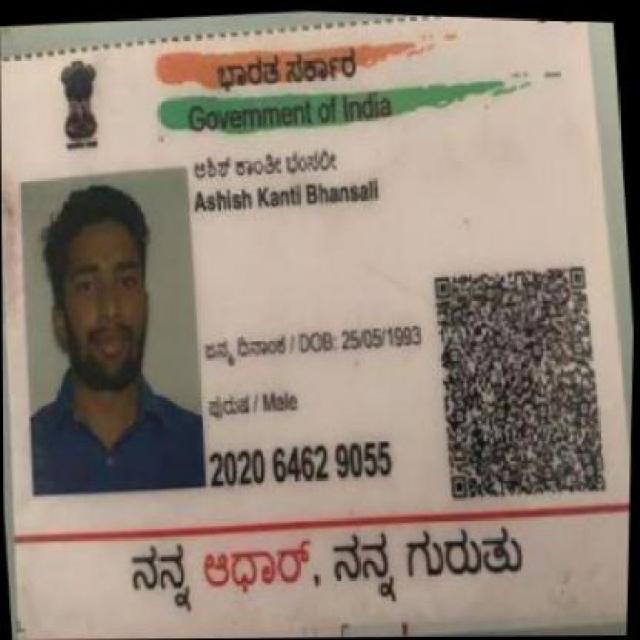 ಭಾರತ ಸರ್ಕಾರ
Government of India
ಆಶಿಶ್ ಕಾಂತೀ ಭಂಸಲೀ
Ashish Kanti Bhansali
ಜನ್ಮ ದಿನಾಂಕ / DOB: 25/05/1993
ಪುರುಷ / Male
2020 6462 9055
ನನ್ನ ಆಧಾರ್, ನನ್ನ ಗುರುತು